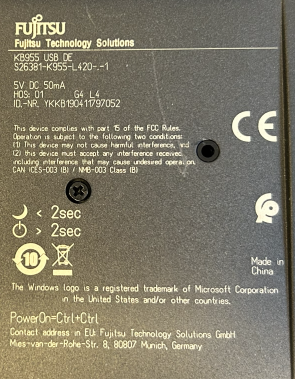 FUJITSU
Fujitsu Technology Solutions
KB955 USB DE
S26381-K955-L420-.-1
5V DC 50mA
HOS: 01 G4 L4
ID.-NR. YKKB190411797052
This device complies with part 15 of the FCC Rules.
Operation is subject to the following two conditions:
(1) This device may not cause harmful interference, and
(2) this device must accept any interference received
including interference that may cause undesired operation.
CAN ICES-003 (B) / NMB-003 Class (B)
CE
< 2sec
> 2sec
10
Made in
China
The Windows logo is a registered trademark of Microsoft Corporation
in the United States and/or other countries.
PowerOn=Ctrl+Ctrl
Contact address in EU: Fujitsu Technology Solutions GmbH
Mies-van-der-Rohe-Str. 8, 80807 Munich, Germany